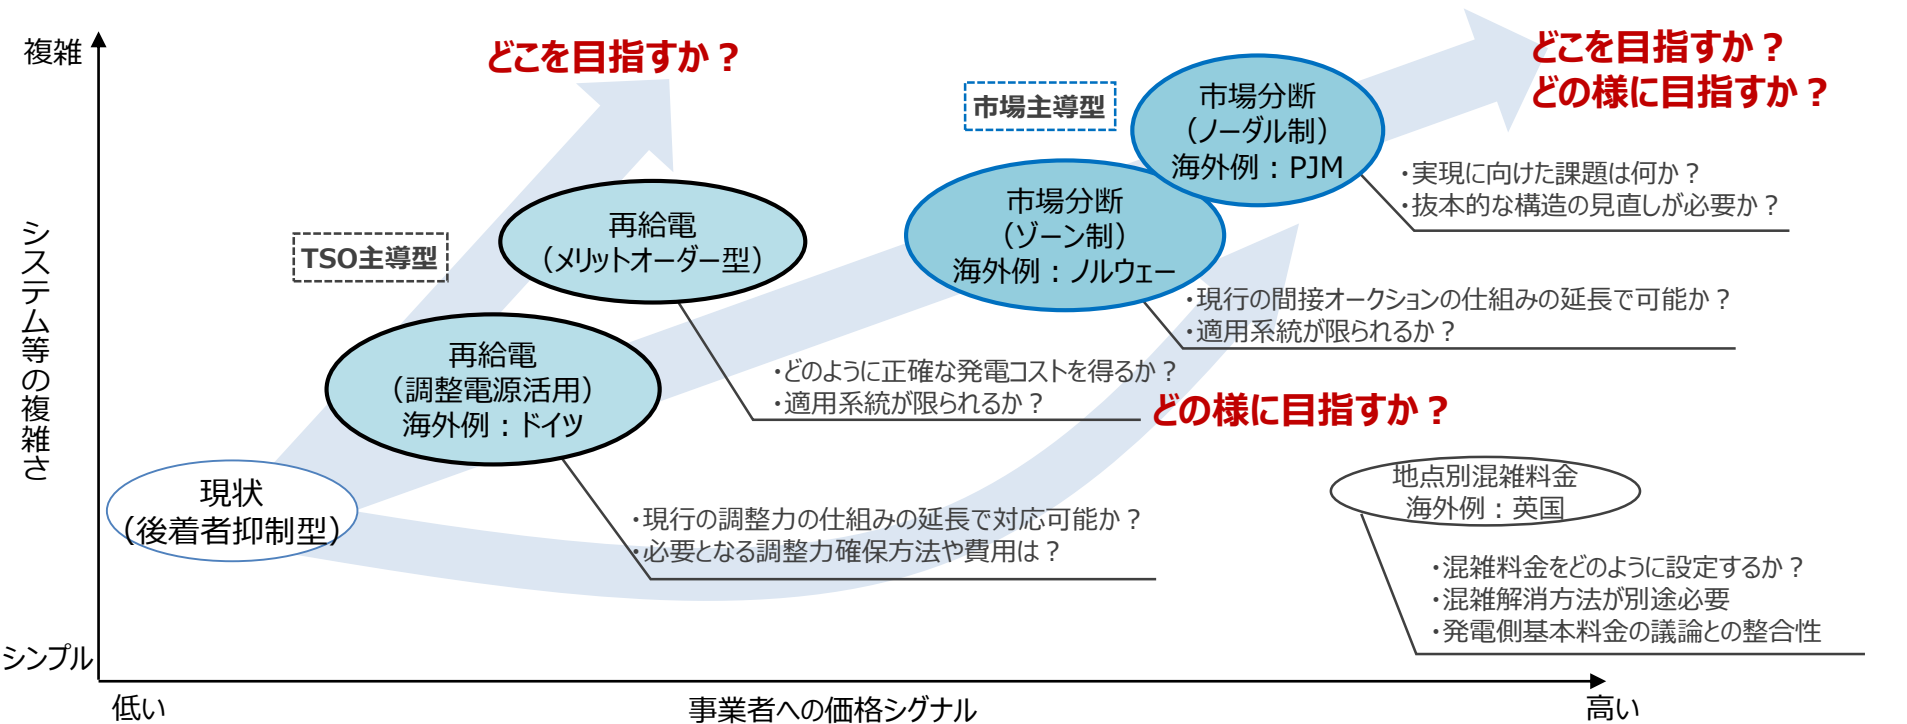 複雑
どこを目指すか？
どこを目指すか？
どの様に目指すか？
市場主導型
市場分断
（ノーダル制）
海外例：PJM
・実現に向けた課題は何か？
・抜本的な構造の見直しが必要か？
市場分断
（ゾーン制）
海外例：ノルウェー
再給電
（メリットオーダー型）
TSO主導型
システム等の複雑さ
・現行の間接オークションの仕組みの延長で可能か？
・適用系統が限られるか？
再給電
（調整電源活用）
海外例：ドイツ
・どのように正確な発電コストを得るか？
・適用系統が限られるか？
どの様に目指すか？
現状
（後着者抑制型）
地点別混雑料金
海外例：英国
・現行の調整力の仕組みの延長で対応可能か？
・必要となる調整力確保方法や費用は？
・混雑料金をどのように設定するか？
・混雑解消方法が別途必要
・発電側基本料金の議論との整合性
シンプル
低い
事業者への価格シグナル
高い